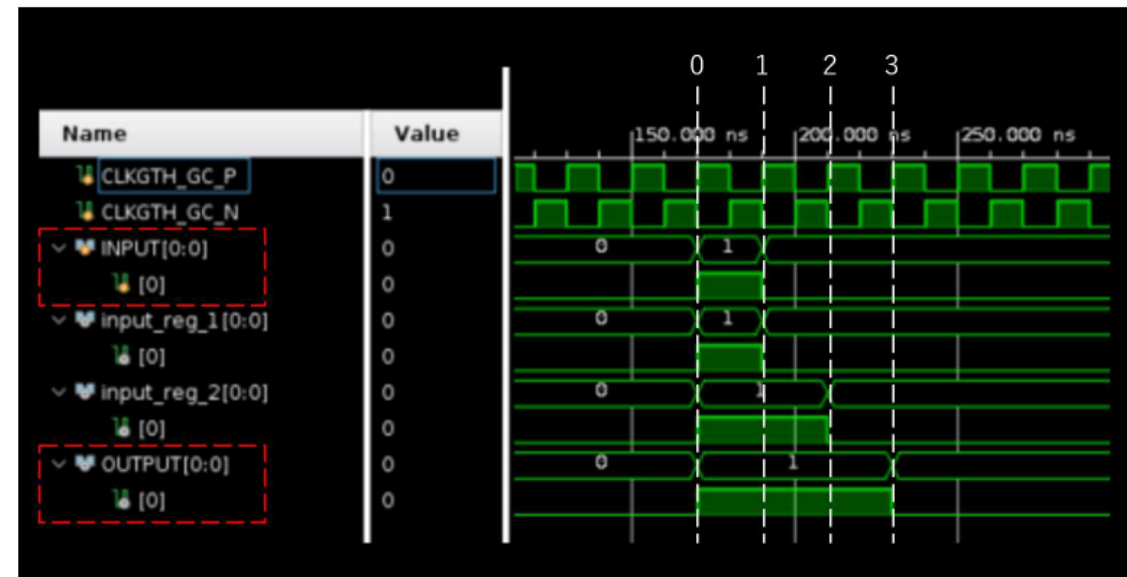 0 1 2 3
Name Value 150.000 ns 200.000 ns 250.000 ns
CLKGTH_GC_P 0
CLKGTH_GC_N 1
INPUT[0:0] 0 0 1
[0] 0
input_reg_1[0:0] 0 0 1
[0] 0
input_reg_2[0:0] 0 0 1
[0] 0
OUTPUT[0:0] 0 0 1
[0] 0